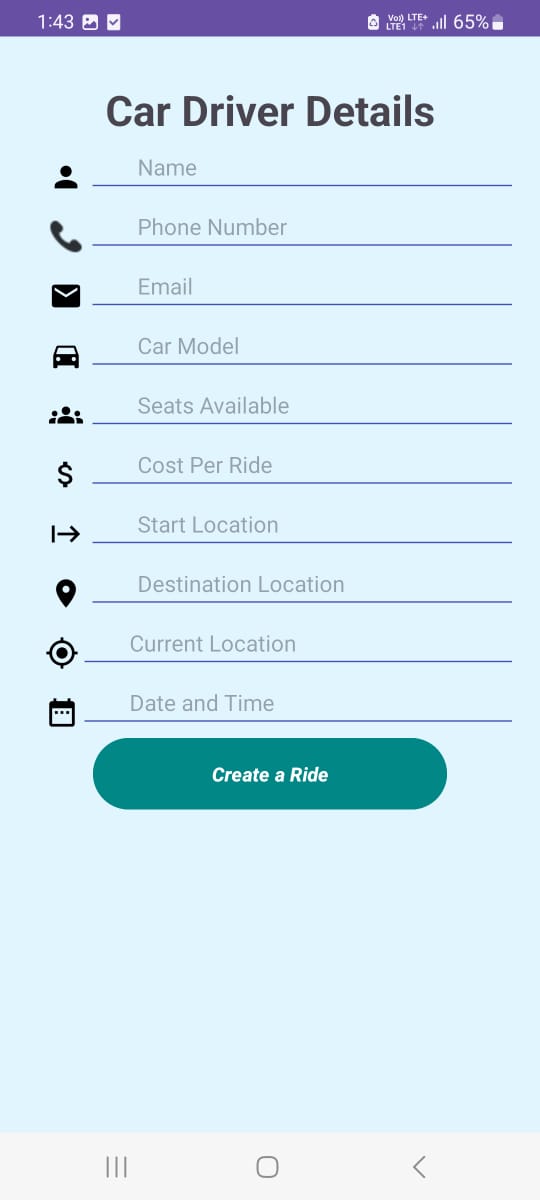 1:43 Vo)) LTE+ LTE1 65%
Car Driver Details
Name
Phone Number
Email
Car Model
Seats Available
Cost Per Ride
Start Location
Destination Location
Current Location
Date and Time
Create a Ride